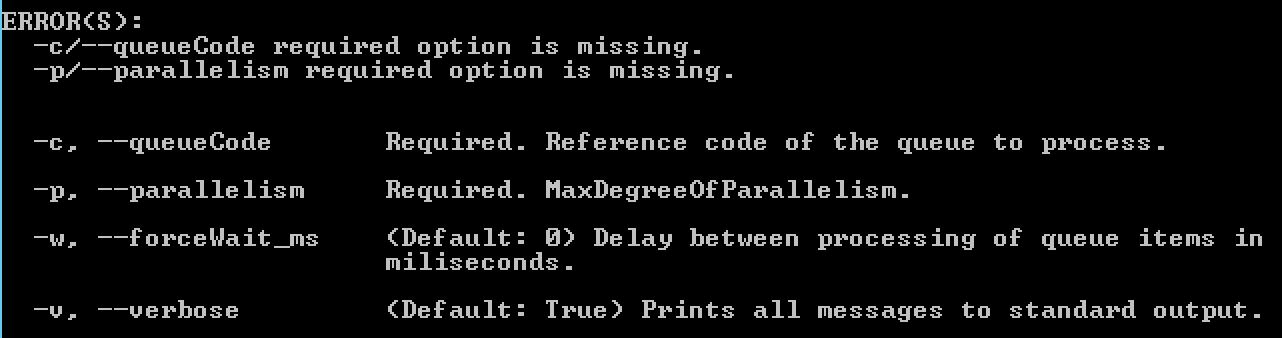 ERROR(S):
-c/--queueCode required option is missing.
-p/--parallelism required option is missing.
-c, --queueCode Required. Reference code of the queue to process.
-p, --parallelism Required. MaxDegreeOfParallelism.
-w, --forceWait_ms (Default: 0) Delay between processing of queue items in
miliseconds.
-v, --verbose (Default: True) Prints all messages to standard output.